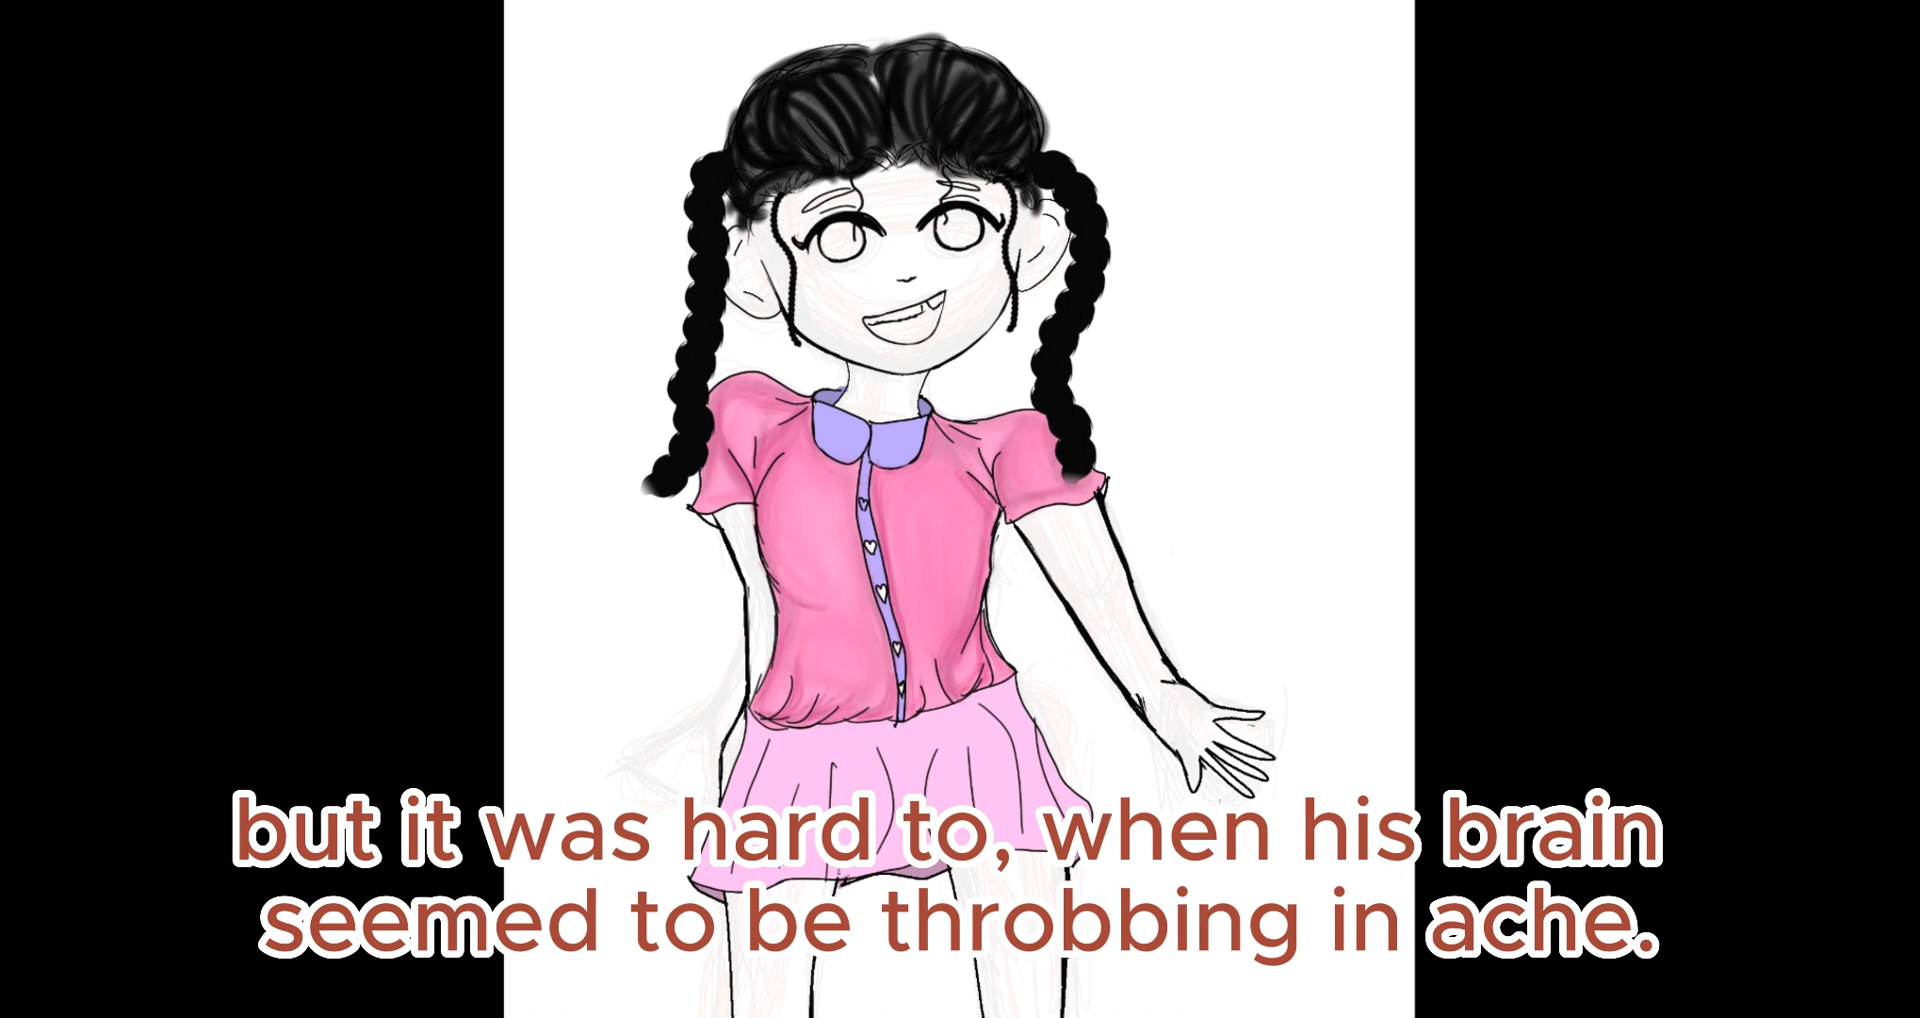 but it was hard to, when his brain
seemed to be throbbing in ache.